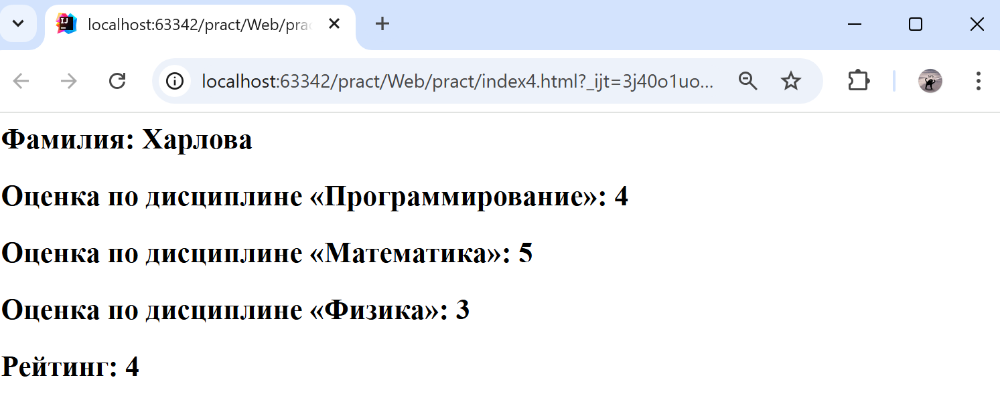 localhost:63342/pract/Web/prac
localhost:63342/pract/Web/pract/index4.html?_ijt=3j40o1uo...
Фамилия: Харлова
Оценка по дисциплине «Программирование»: 4
Оценка по дисциплине «Математика»: 5
Оценка по дисциплине «Физика»: 3
Рейтинг: 4